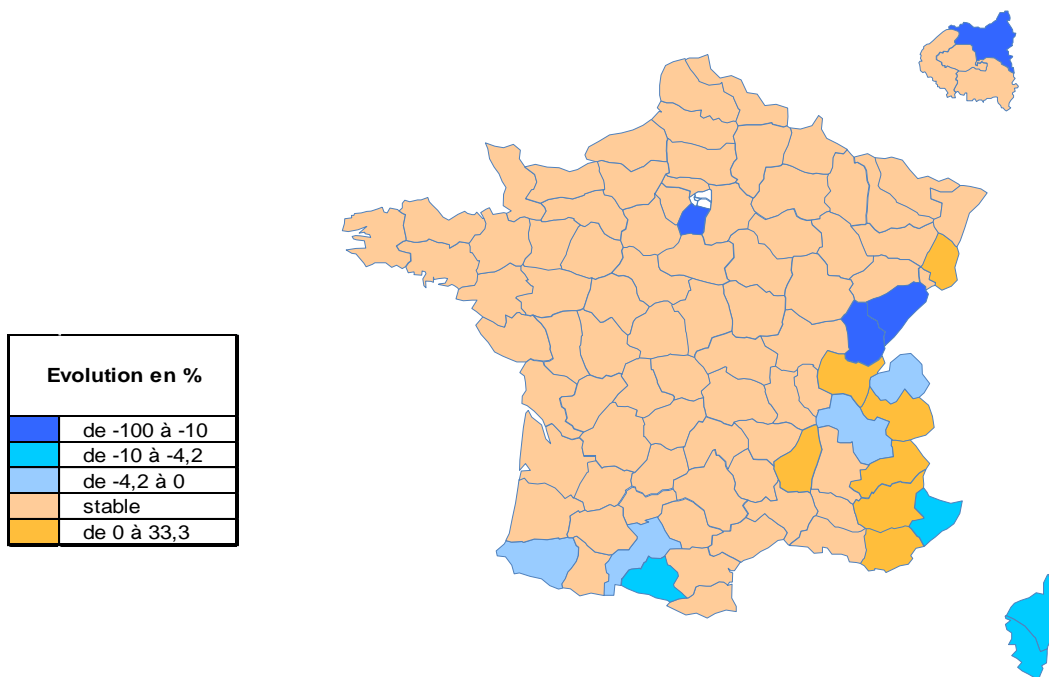 Evolution en %
de -100 à -10
de -10 à -4,2
de -4,2 à 0
stable
de 0 à 33,3